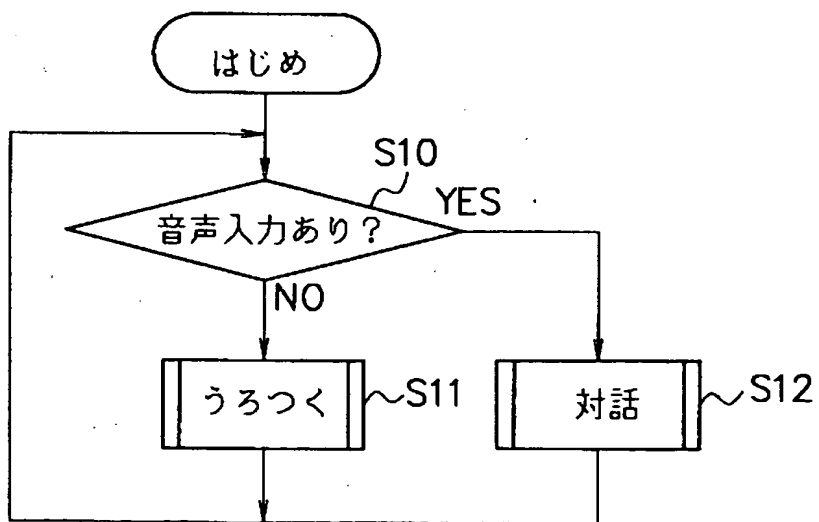 はじめ
S10
音声入力あり？
YES
NO
うろつく
S11
対話
S12